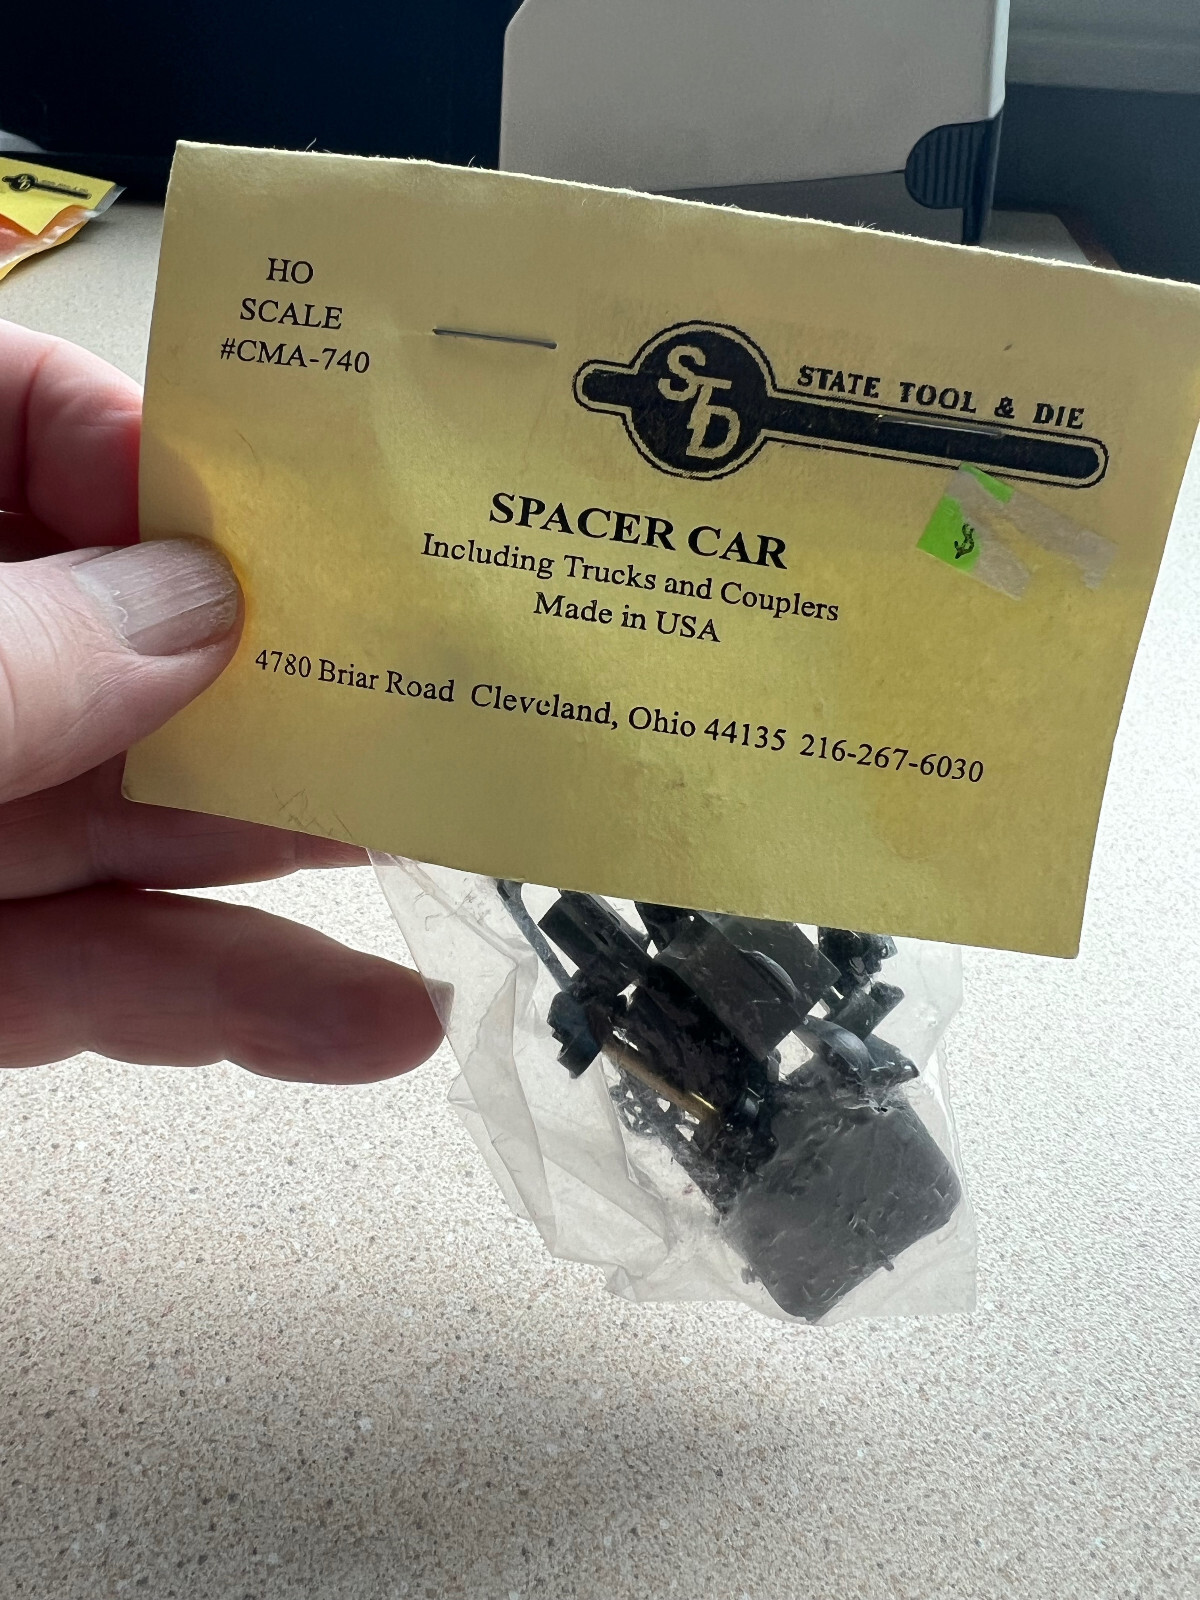 HO
SCALE
#CMA-740
STD
STATE TOOL & DIE
SPACER CAR
Including Trucks and Couplers
Made in USA
4780 Briar Road Cleveland, Ohio 44135 216-267-6030